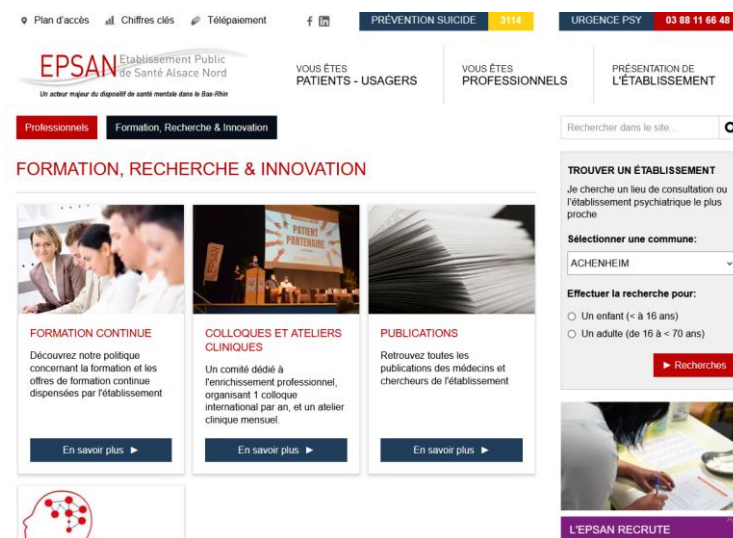 Plan d'accès Chiffres clés Télépaiement PRÉVENTION SUICIDE 3114 URGENCE PSY 03 88 11 66 48
EPSAN Etablissement Public
de Santé Alsace Nord
Un acteur majeur du dispositif de santé mentale dans le Bas-Rhin
VOUS ÊTES
PATIENTS - USAGERS
VOUS ÊTES
PROFESSIONNELS
PRÉSENTATION DE
L'ÉTABLISSEMENT
Professionnels Formation, Recherche & Innovation
FORMATION, RECHERCHE & INNOVATION
PATIENT
PARTENAIRE
EPSAN
FORMATION CONTINUE
Découvrez notre politique
concernant la formation et les
offres de formation continue
dispensées par l'établissement
En savoir plus ►
COLLOQUES ET ATELIERS
CLINIQUES
Un comité dédié à
l'enrichissement professionnel,
organisant 1 colloque
international par an, et un atelier
clinique mensuel.
En savoir plus ►
PUBLICATIONS
Retrouvez toutes les
publications des médecins et
chercheurs de l'établissement
En savoir plus ►
Rechercher dans le site...
TROUVER UN ÉTABLISSEMENT
Je cherche un lieu de consultation ou
l'établissement psychiatrique le plus
proche
Sélectionner une commune:
ACHENHEIM
Effectuer la recherche pour:
Un enfant (< à 16 ans)
Un adulte (de 16 à < 70 ans)
► Recherches
L'EPSAN RECRUTE